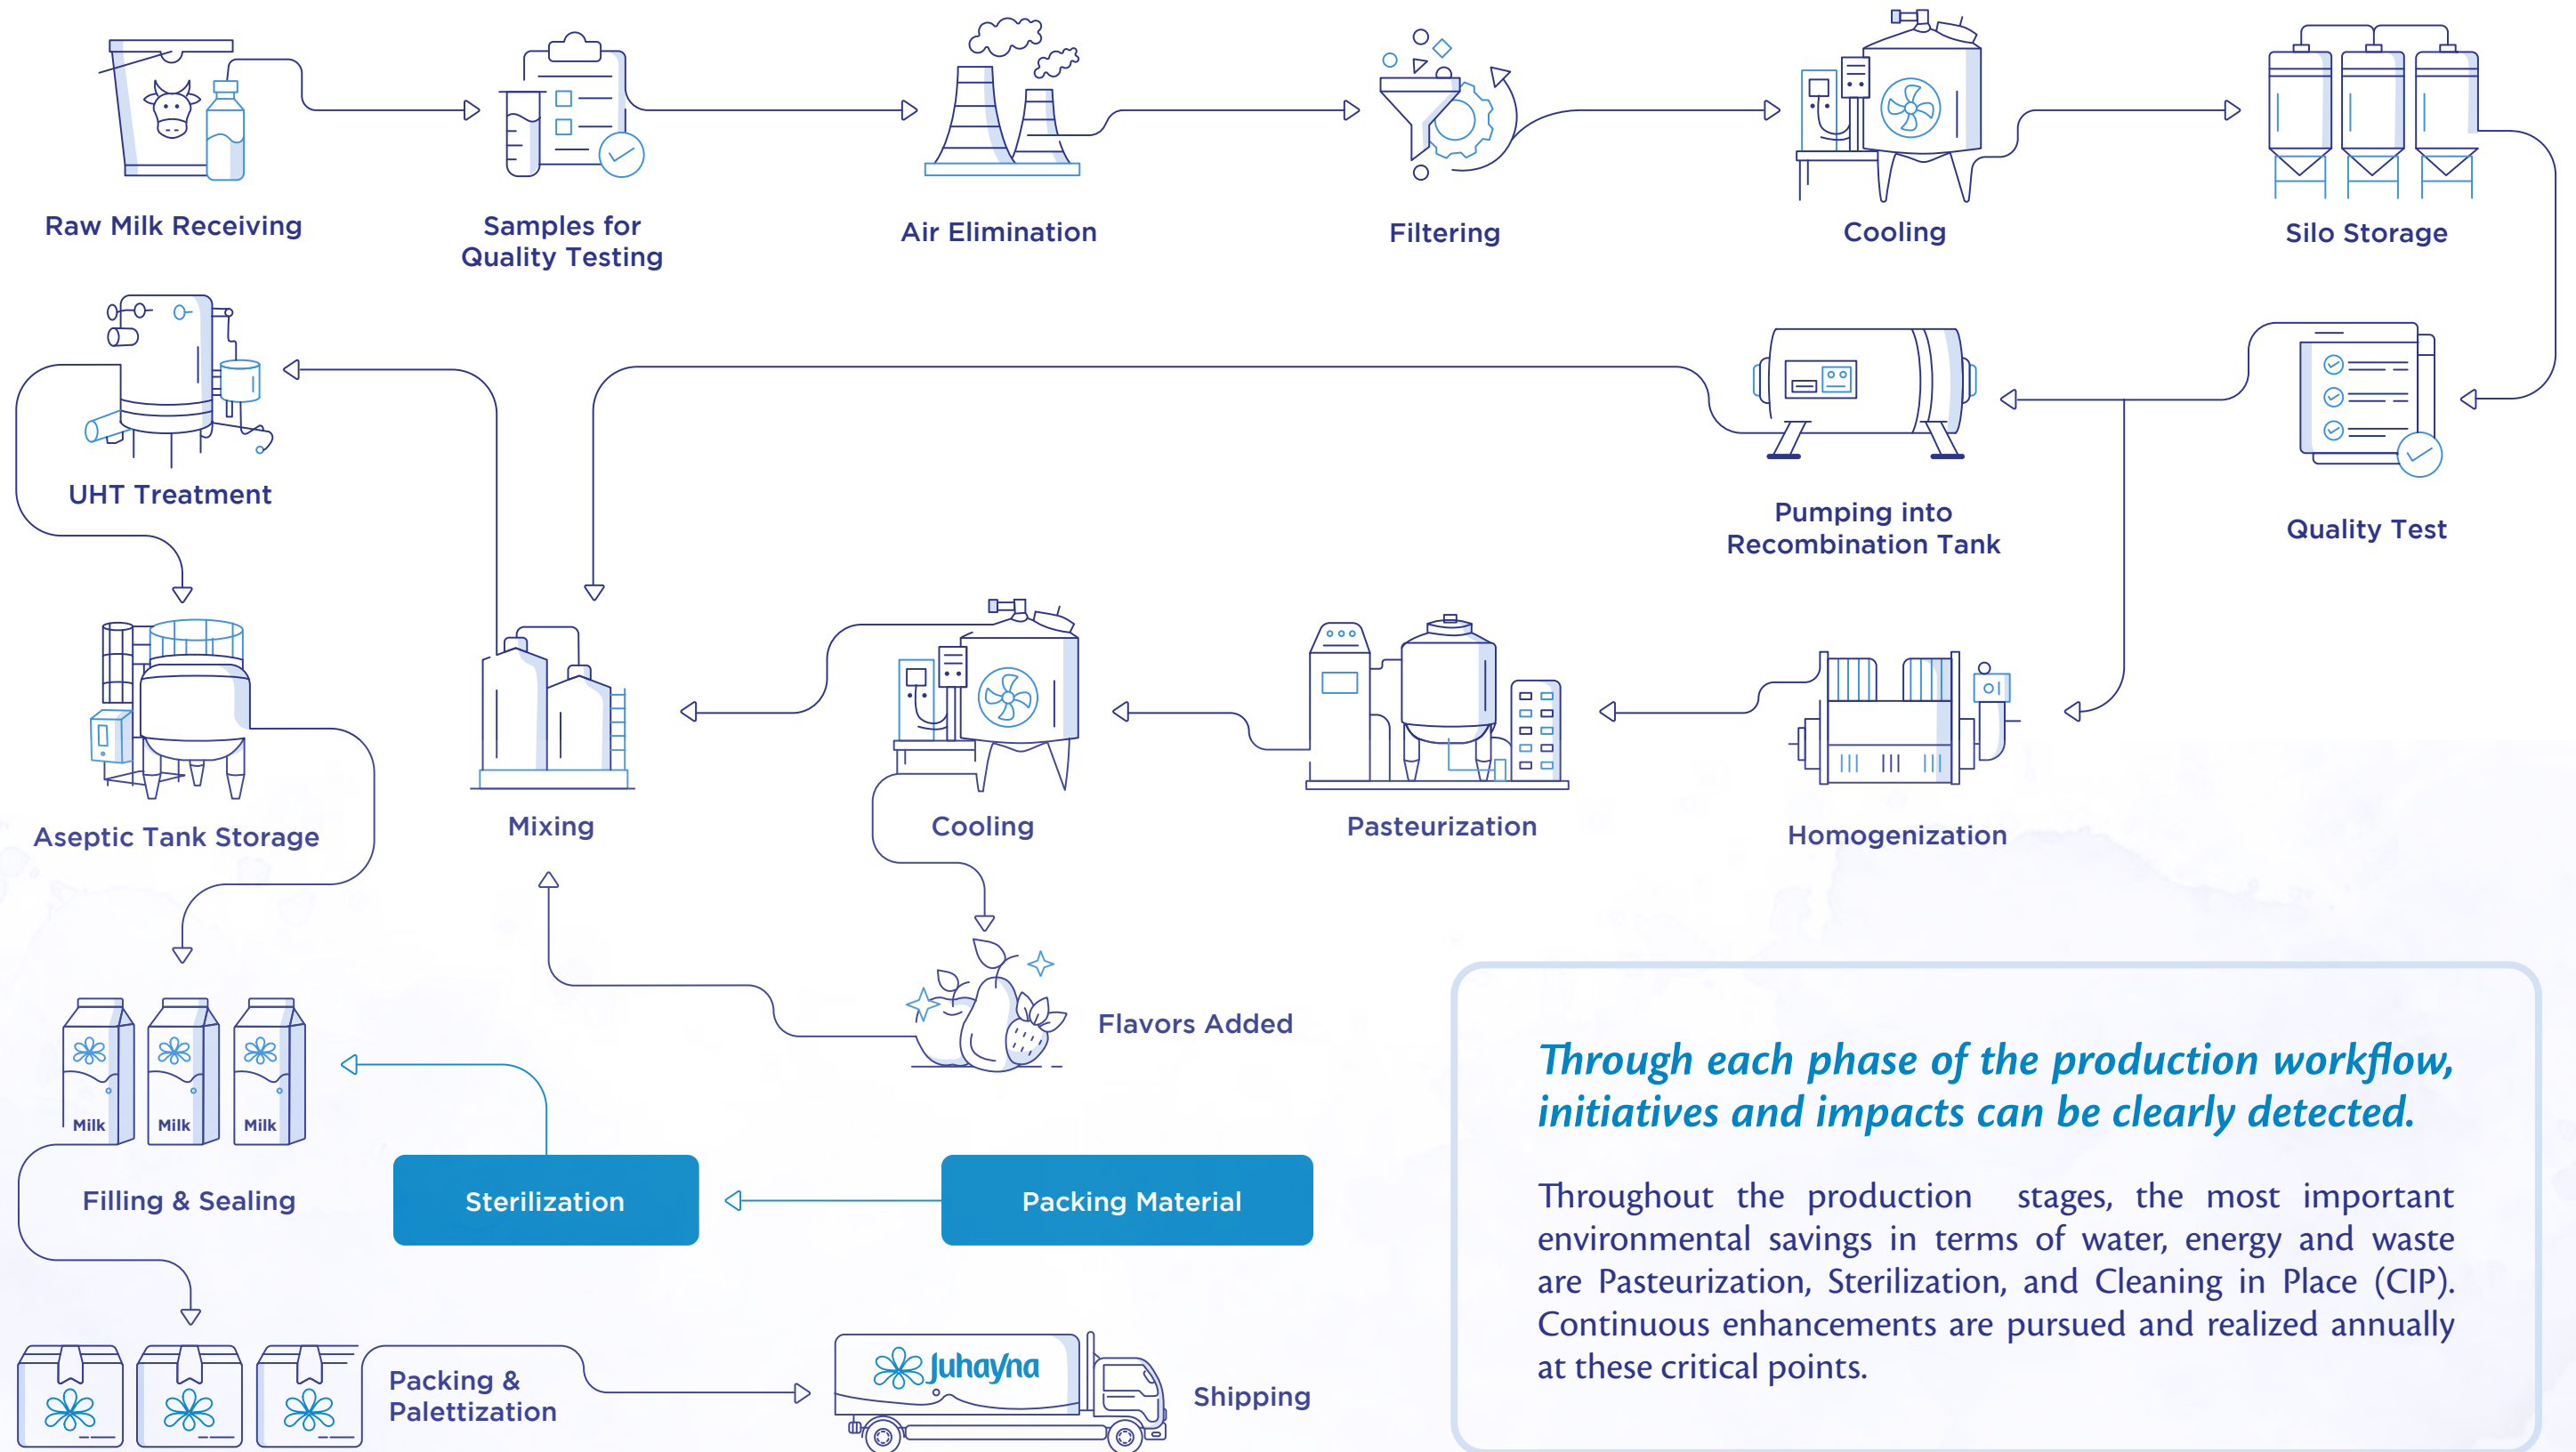 Raw Milk Receiving
Samples for
Quality Testing
Air Elimination
Filtering
Cooling
Silo Storage
UHT Treatment
Pumping into
Recombination Tank
Quality Test
Aseptic Tank Storage
Mixing
Cooling
Pasteurization
Homogenization
Flavors Added
Milk
Milk
Milk
Filling & Sealing
Sterilization
Packing Material
Packing &
Palettization
Juhayna
Shipping
Through each phase of the production workflow,
initiatives and impacts can be clearly detected.
Throughout the production stages, the most important
environmental savings in terms of water, energy and waste
are Pasteurization, Sterilization, and Cleaning in Place (CIP).
Continuous enhancements are pursued and realized annually
at these critical points.